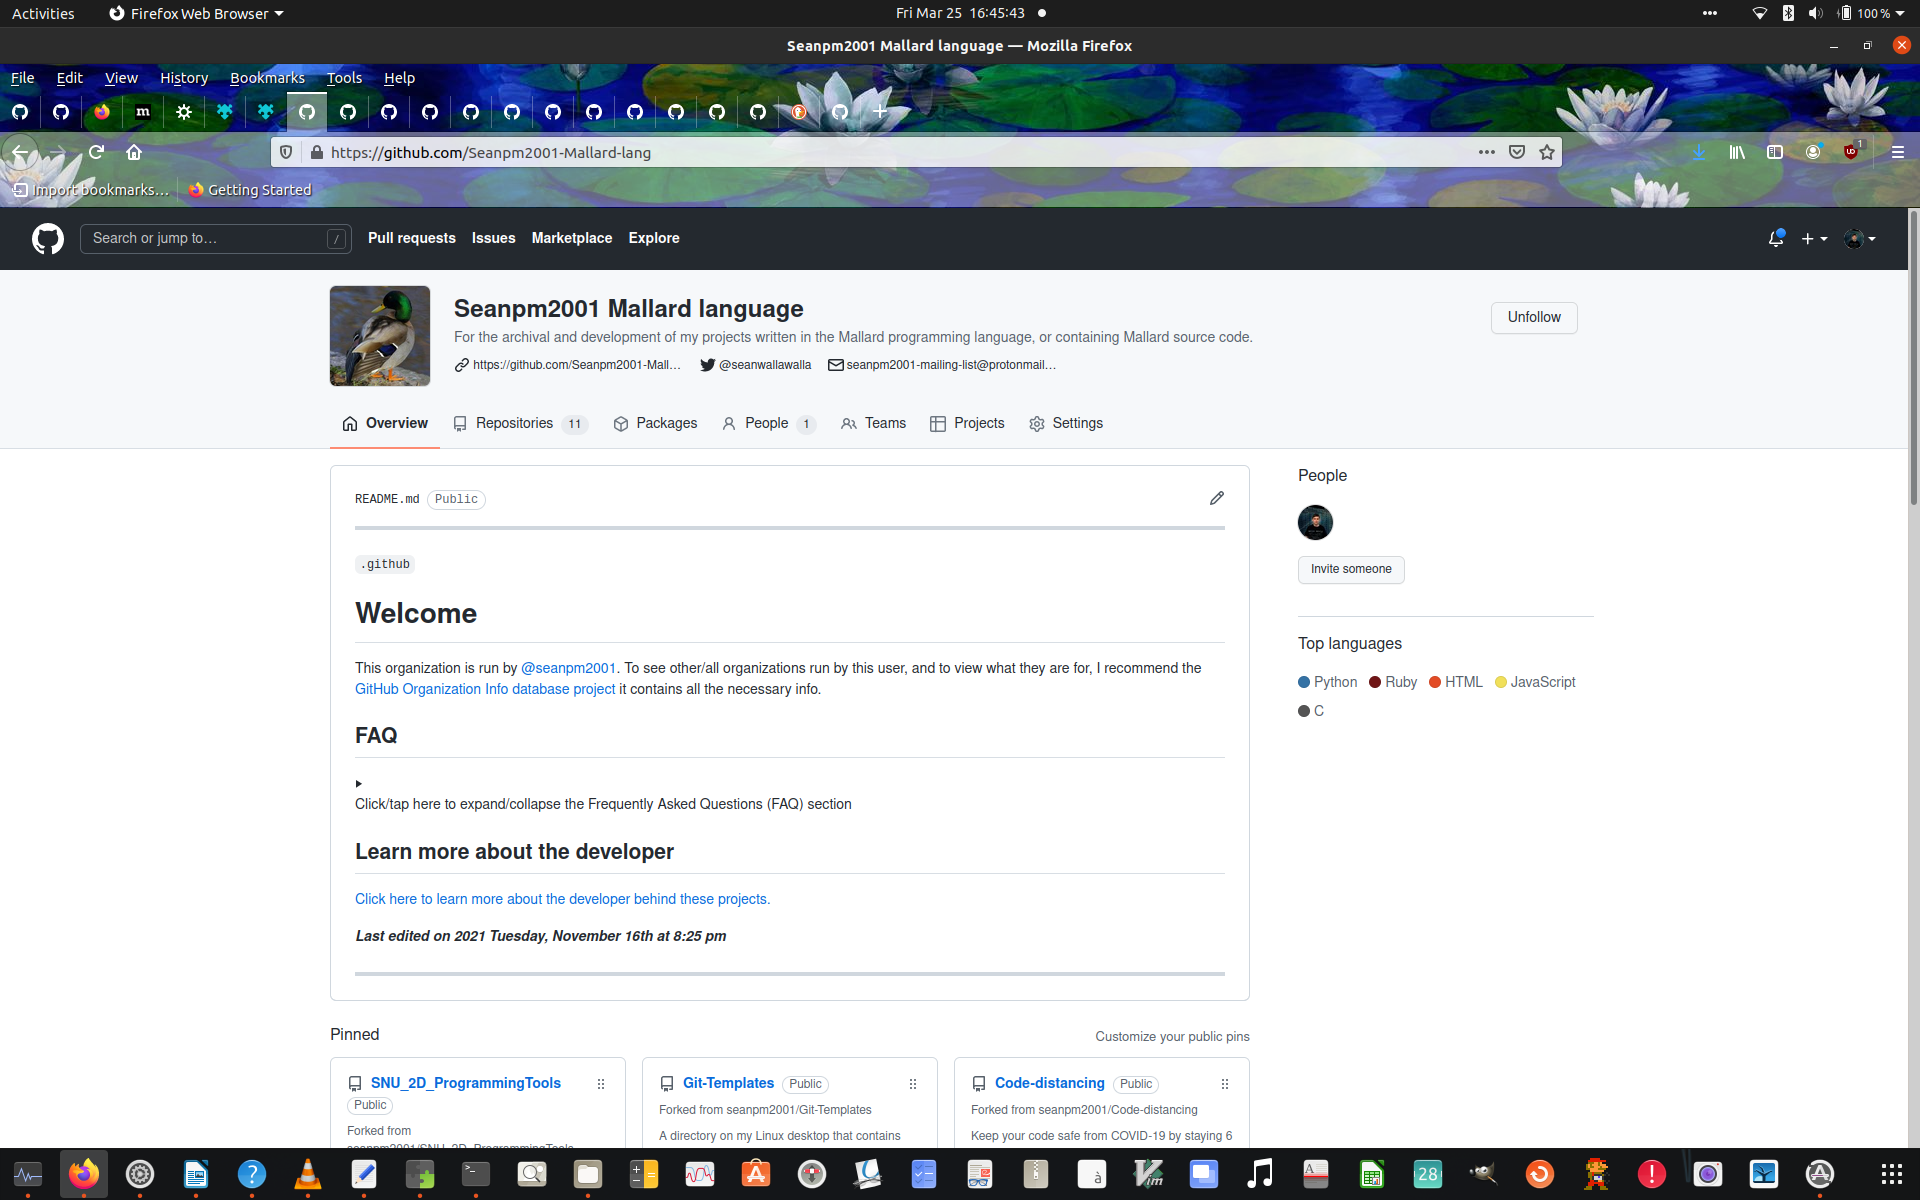 Activities
Firefox Web Browser
Fri Mar 25 16:45:43
100 %
Seanpm2001 Mallard language — Mozilla Firefox
File Edit View History Bookmarks Tools Help
m
https://github.com/Seanpm2001-Mallard-lang
1
Import bookmarks…
Getting Started
Search or jump to…
/
Pull requests
Issues
Marketplace
Explore
Seanpm2001 Mallard language
Unfollow
For the archival and development of my projects written in the Mallard programming language, or containing Mallard source code.
https://github.com/Seanpm2001-Mall…
@seanwallawalla
seanpm2001-mailing-list@protonmail…
Overview
Repositories 11
Packages
People 1
Teams
Projects
Settings
README.md Public
.github
Welcome
This organization is run by @seanpm2001. To see other/all organizations run by this user, and to view what they are for, I recommend the
GitHub Organization Info database project it contains all the necessary info.
FAQ
Click/tap here to expand/collapse the Frequently Asked Questions (FAQ) section
Learn more about the developer
Click here to learn more about the developer behind these projects.
Last edited on 2021 Tuesday, November 16th at 8:25 pm
People
Invite someone
Top languages
Python Ruby HTML JavaScript
C
Pinned
Customize your public pins
SNU_2D_ProgrammingTools
Public
Forked from
seanpm2001/SNU_2D_ProgrammingTools
Git-Templates Public
Forked from seanpm2001/Git-Templates
A directory on my Linux desktop that contains
Code-distancing Public
Forked from seanpm2001/Code-distancing
Keep your code safe from COVID-19 by staying 6
28